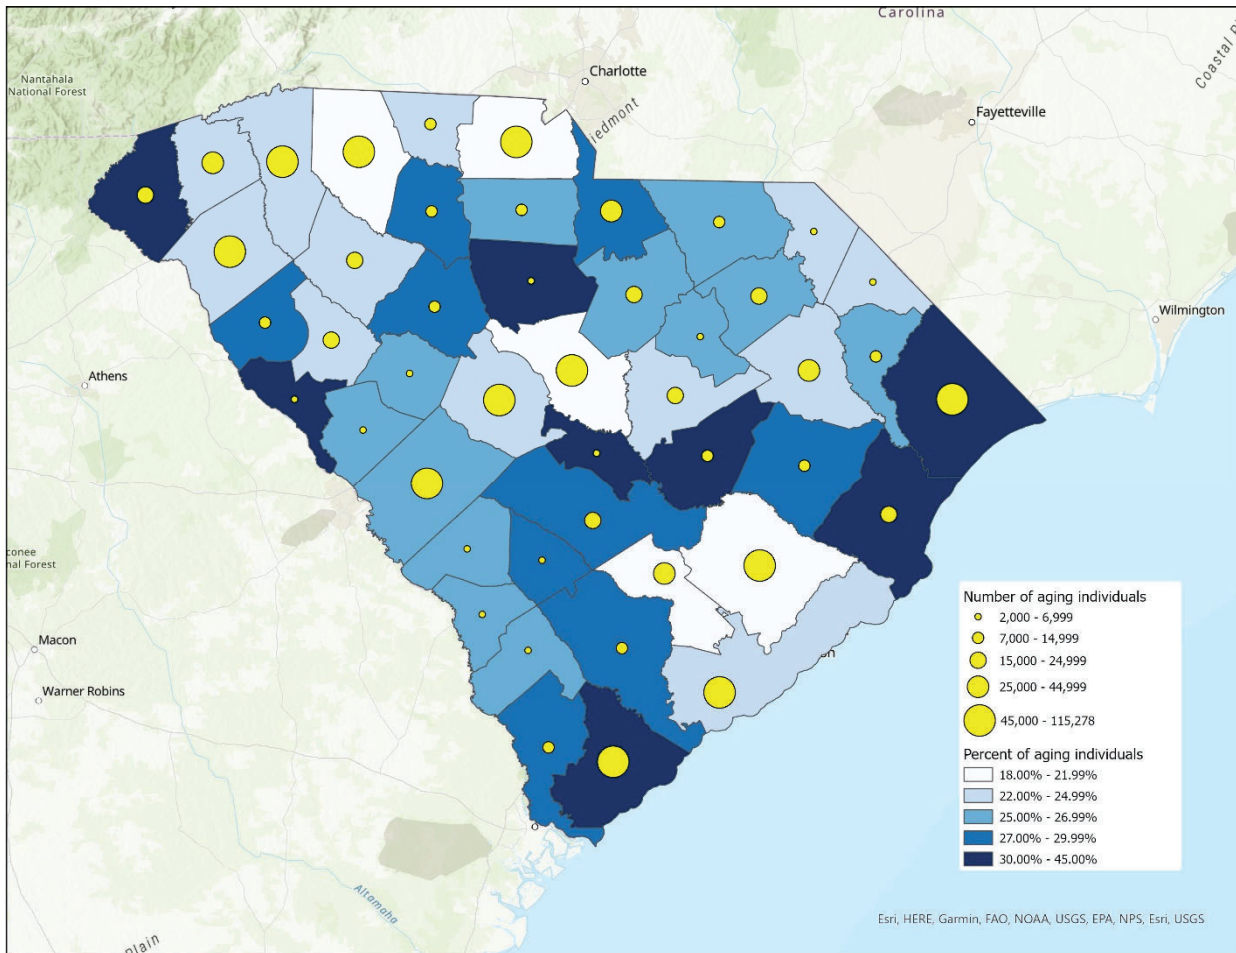 Carolina
Coastal
Nantahala
National Forest
Charlotte
Piedmont
Fayetteville
Wilmington
Athens
conee
nal Forest
Macon
Warner Robins
on
Altamaha
Plain
Number of aging individuals
2,000 - 6,999
7,000 - 14,999
15,000 - 24,999
25,000 - 44,999
45,000 - 115,278
Percent of aging individuals
18.00% - 21.99%
22.00% - 24.99%
25.00% - 26.99%
27.00% - 29.99%
30.00% - 45.00%
Esri, HERE, Garmin, FAO, NOAA, USGS, EPA, NPS, Esri, USGS